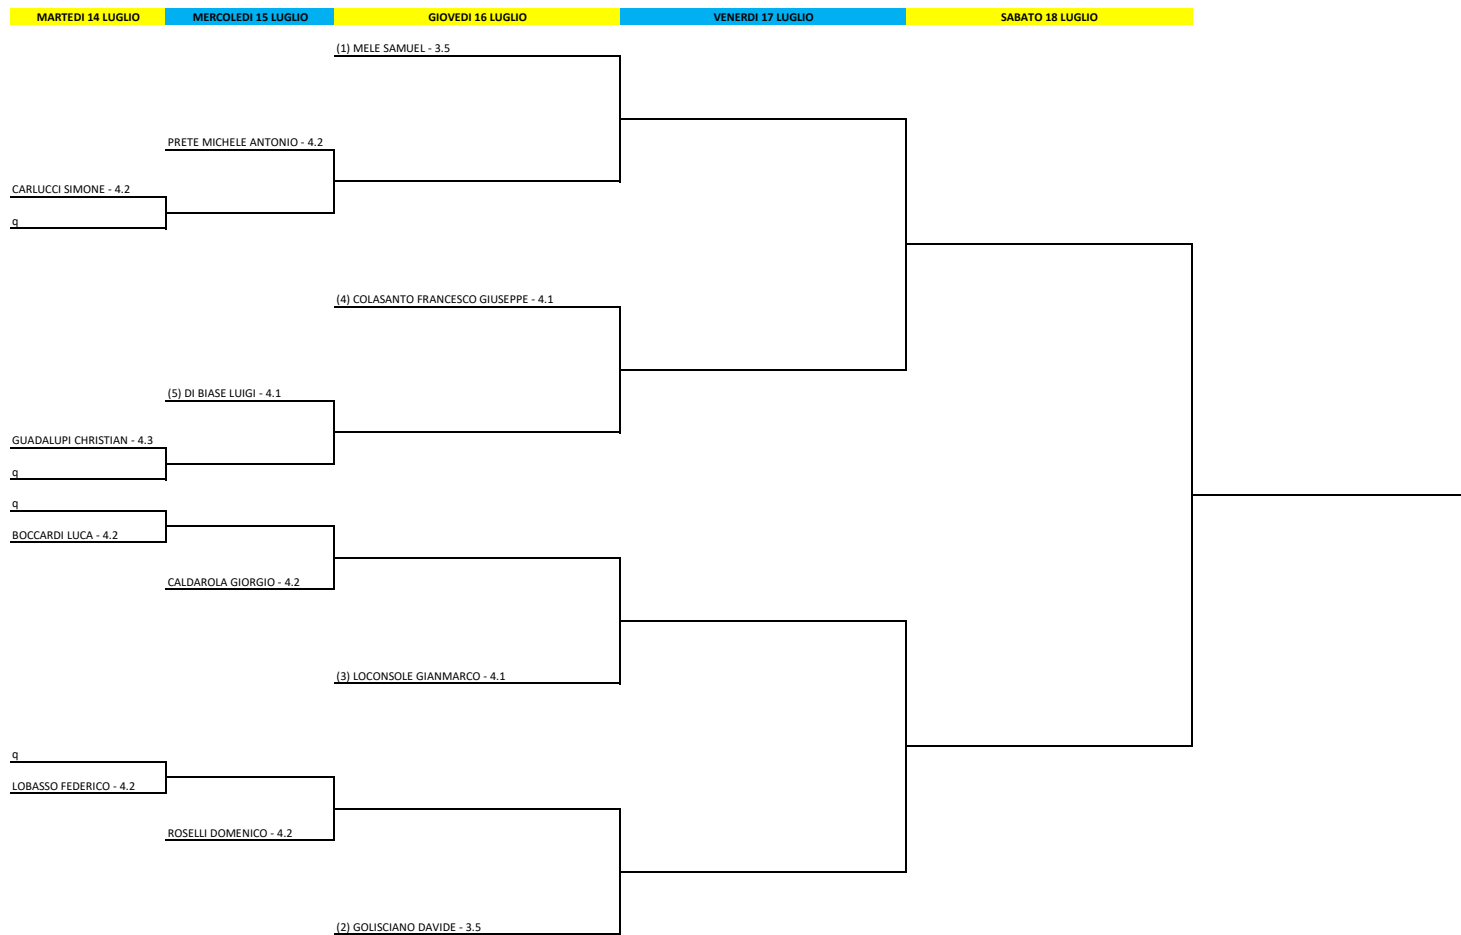 MARTEDI 14 LUGLIO MERCOLEDI 15 LUGLIO GIOVEDI 16 LUGLIO VENERDI 17 LUGLIO SABATO 18 LUGLIO
(1) MELE SAMUEL - 3.5
PRETE MICHELE ANTONIO - 4.2
CARLUCCI SIMONE - 4.2
q
(4) COLASANTO FRANCESCO GIUSEPPE - 4.1
(5) DI BIASE LUIGI - 4.1
GUADALUPI CHRISTIAN - 4.3
q
q
BOCCARDI LUCA - 4.2
CALDAROLA GIORGIO - 4.2
(3) LOCONSOLE GIANMARCO - 4.1
q
LOBASSO FEDERICO - 4.2
ROSELLI DOMENICO - 4.2
(2) GOLISCIANO DAVIDE - 3.5